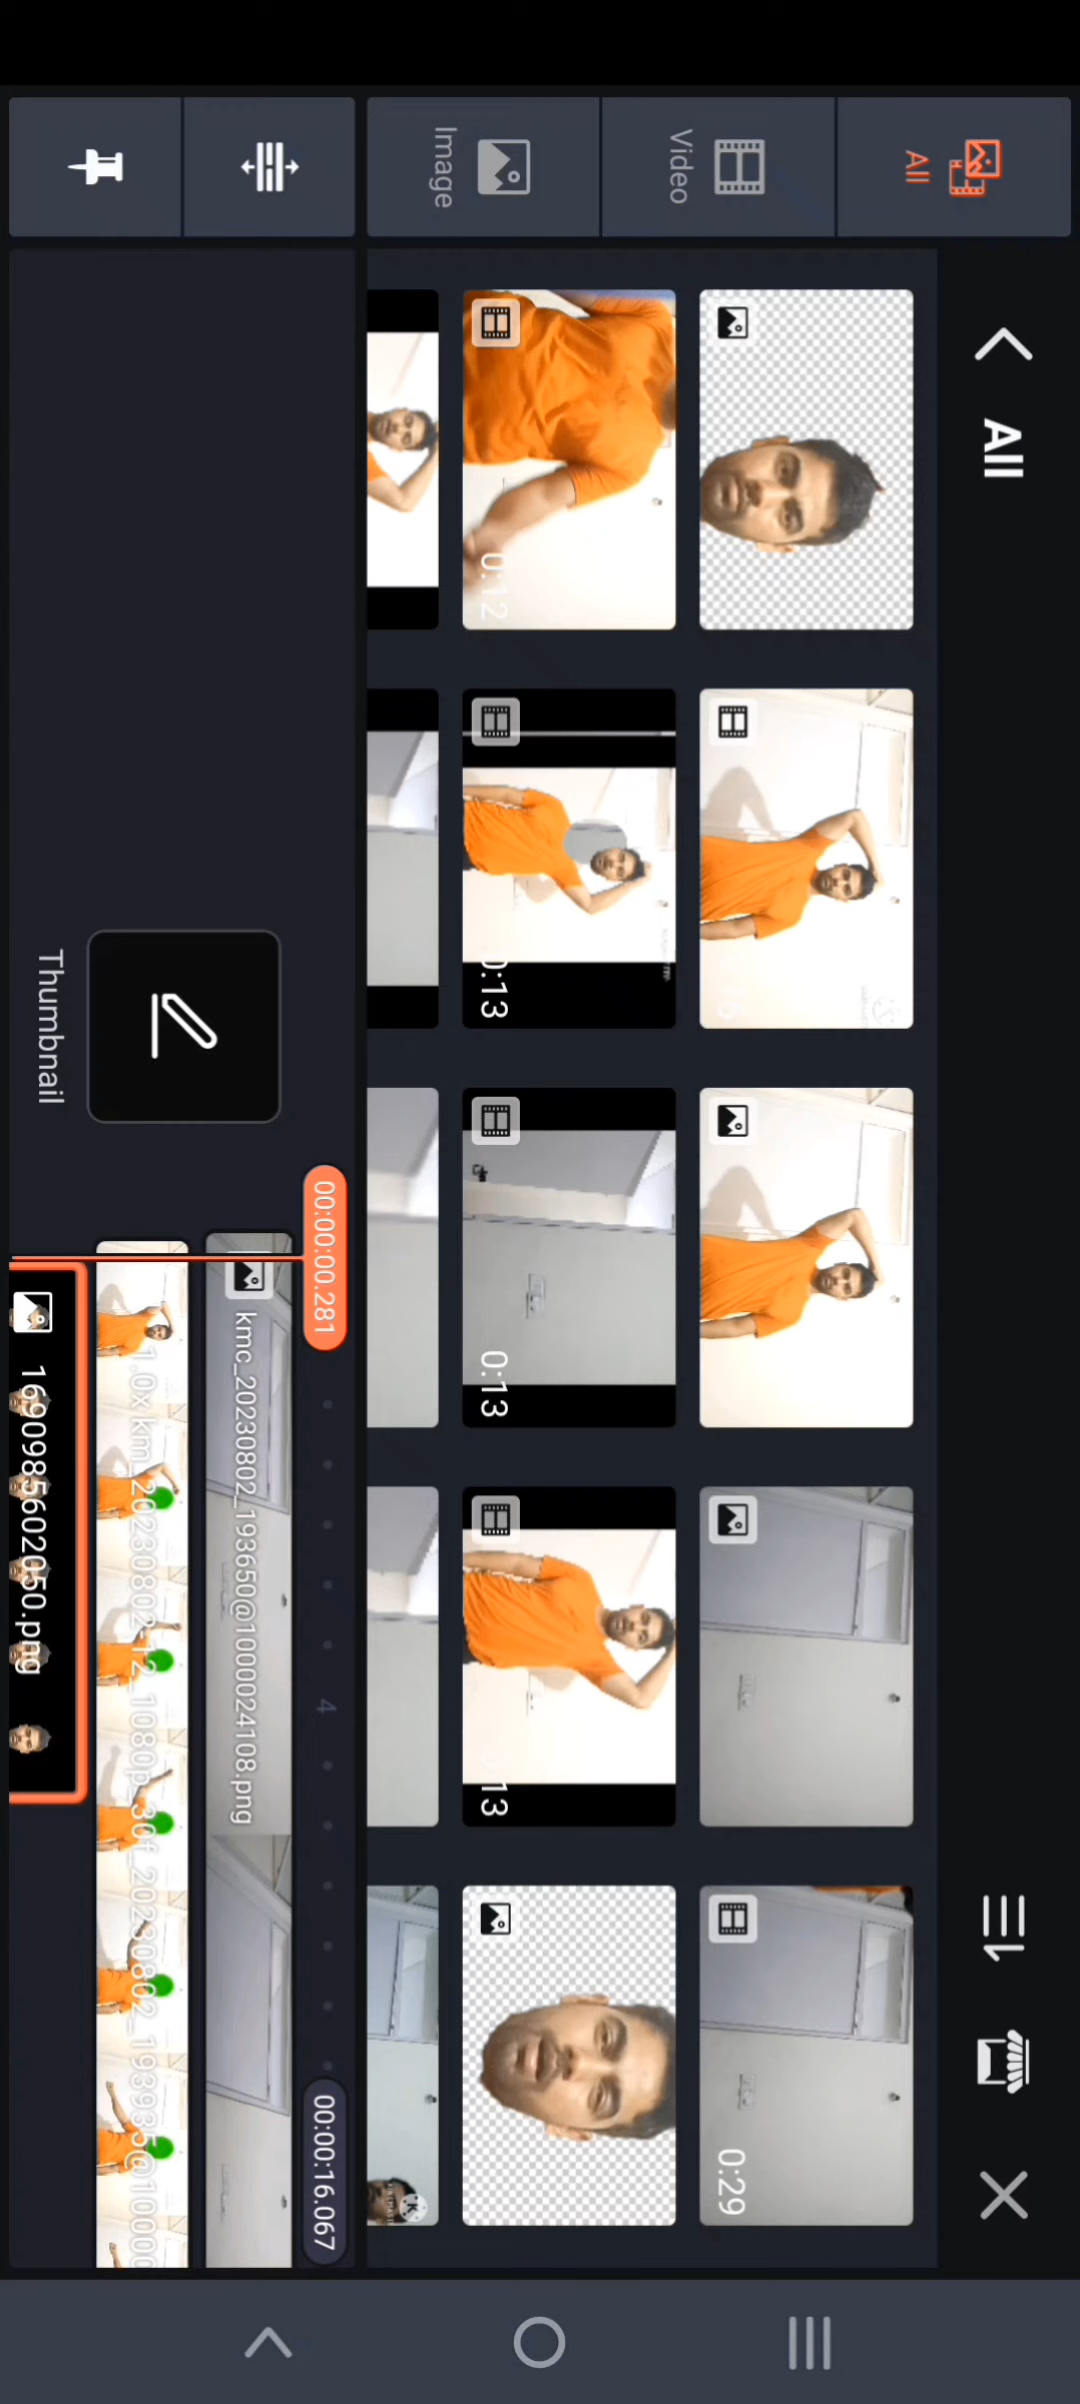 All
Video
Image
All
0:12
0:13
0:13
0:29
00:00:00.281
4
00:00:16.067
kmc_20230802_193650@1000024108.png
1690985602050.png
Thumbnail